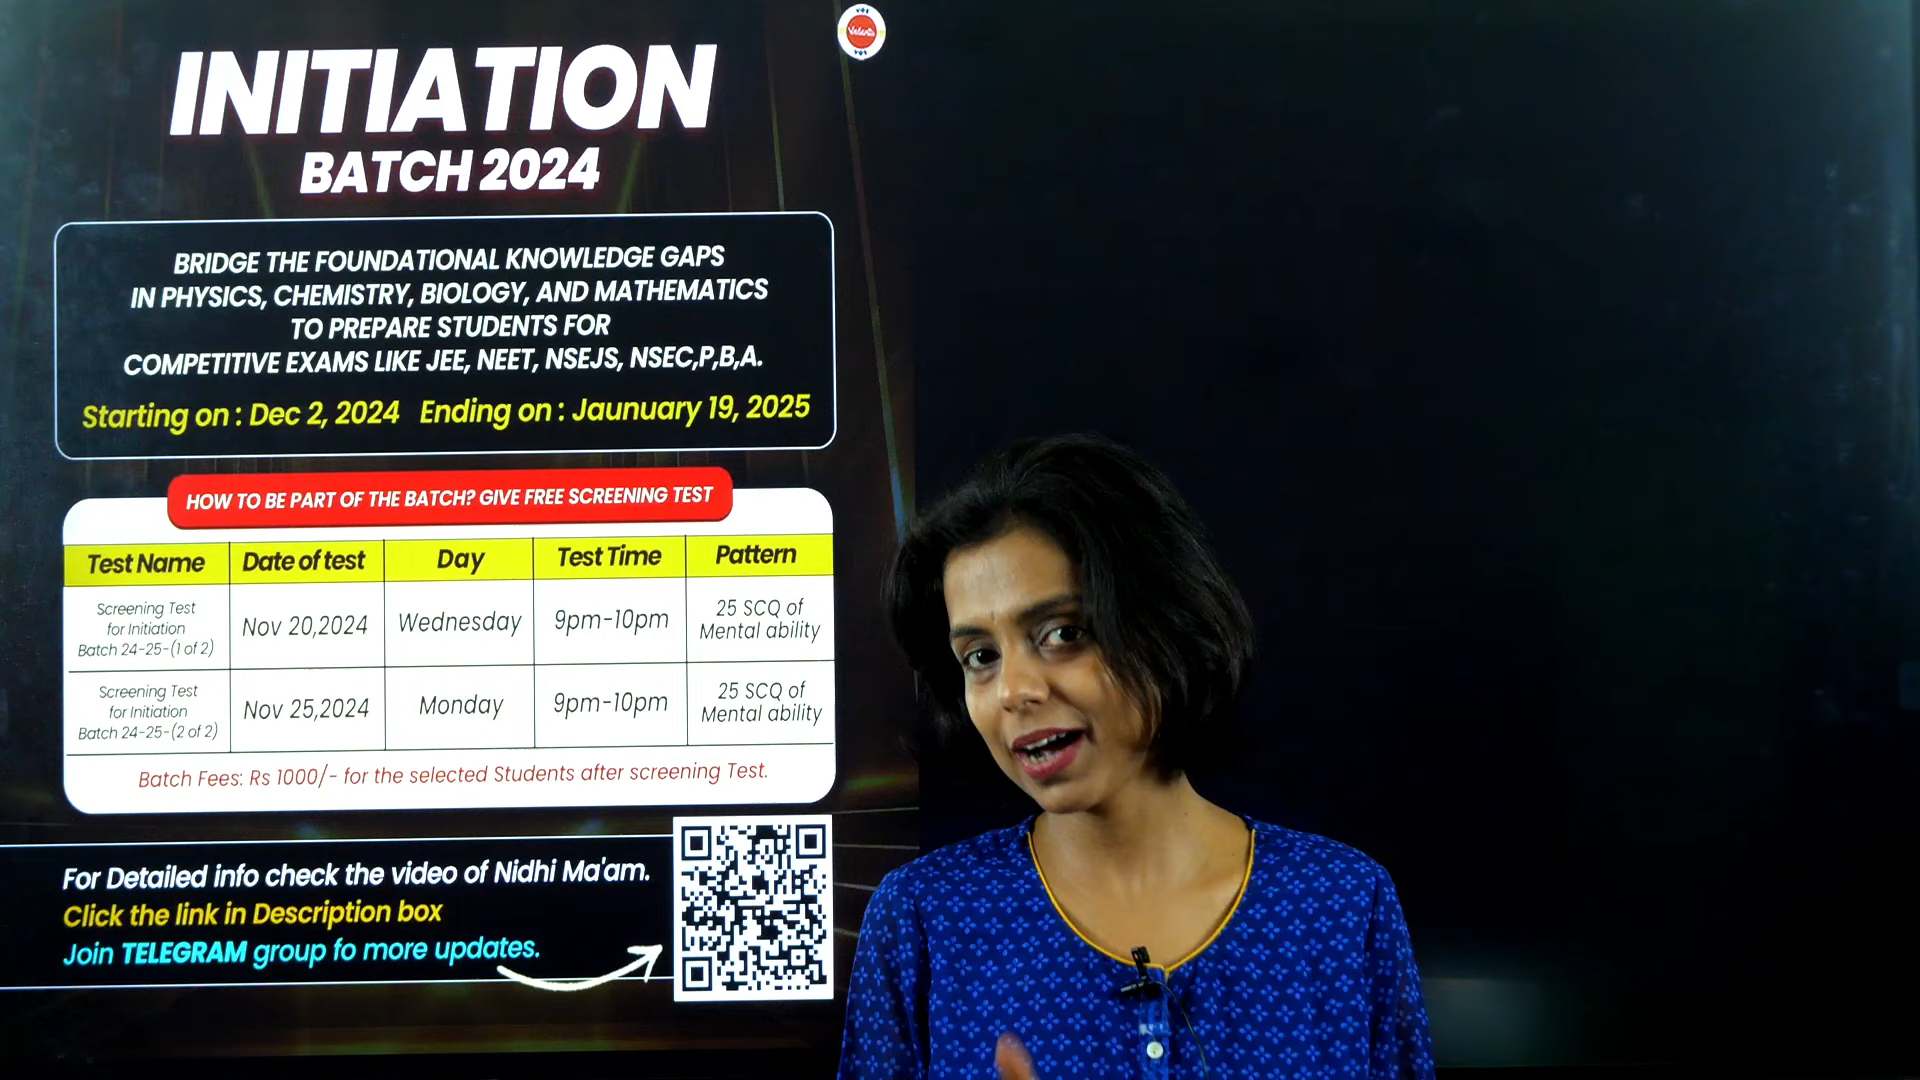 VOS
Vedantu
VOS
INITIATION
BATCH 2024
BRIDGE THE FOUNDATIONAL KNOWLEDGE GAPS
IN PHYSICS, CHEMISTRY, BIOLOGY, AND MATHEMATICS
TO PREPARE STUDENTS FOR
COMPETITIVE EXAMS LIKE JEE, NEET, NSEJS, NSEC,P,B,A.
Starting on : Dec 2, 2024 Ending on : Jaunuary 19, 2025
HOW TO BE PART OF THE BATCH? GIVE FREE SCREENING TEST
Test Name Date of test Day Test Time Pattern
Screening Test
for Initiation
Batch 24-25-(1 of 2)
Nov 20,2024
Wednesday
9pm-10pm
25 SCQ of
Mental ability
Screening Test
for Initiation
Batch 24-25-(2 of 2)
Nov 25,2024
Monday
9pm-10pm
25 SCQ of
Mental ability
Batch Fees: Rs 1000/- for the selected Students after screening Test.
For Detailed info check the video of Nidhi Ma'am.
Click the link in Description box
Join TELEGRAM group fo more updates.